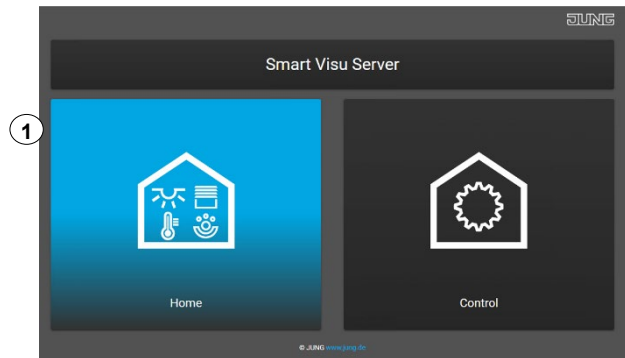 JUNG
Smart Visu Server
1
Home
Control
© JUNG www.jung.de